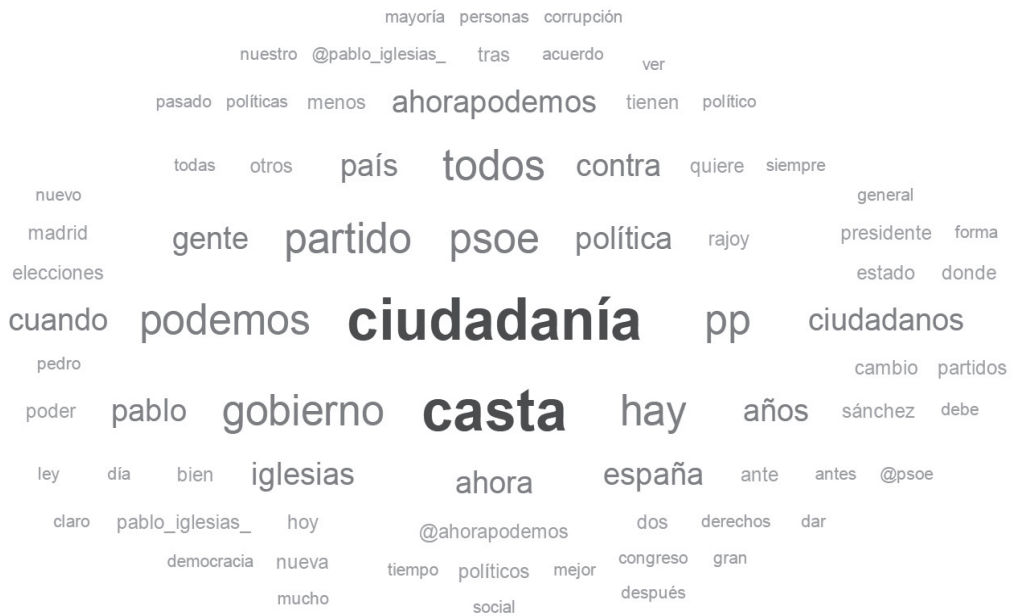 mayoría personas corrupción
nuestro @pablo_iglesias_ tras acuerdo ver
pasado políticas menos ahorapodemos tienen político
todas otros país todos contra quiere siempre
nuevo general
madrid gente partido psoe política rajoy presidente forma
elecciones estado donde
cuando podemos ciudadanía pp ciudadanos
pedro cambio partidos
poder pablo gobierno casta hay años sánchez debe
ley día bien iglesias ahora españa ante antes @psoe
claro pablo_iglesias_ hoy @ahorapodemos dos derechos dar
democracia nueva tiempo políticos mejor congreso gran
mucho social después